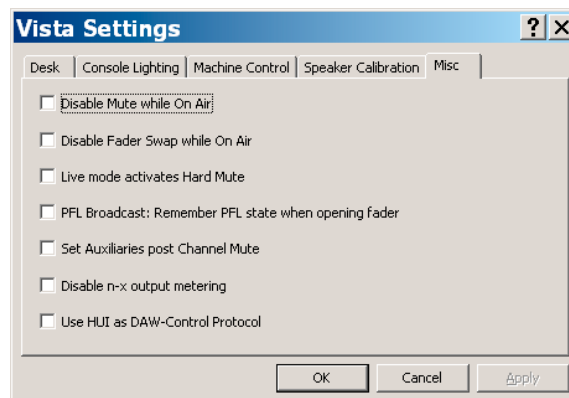 Vista Settings ? X
Desk Console Lighting Machine Control Speaker Calibration Misc
Disable Mute while On Air
Disable Fader Swap while On Air
Live mode activates Hard Mute
PFL Broadcast: Remember PFL state when opening fader
Set Auxiliaries post Channel Mute
Disable n-x output metering
Use HUI as DAW-Control Protocol
OK Cancel Apply